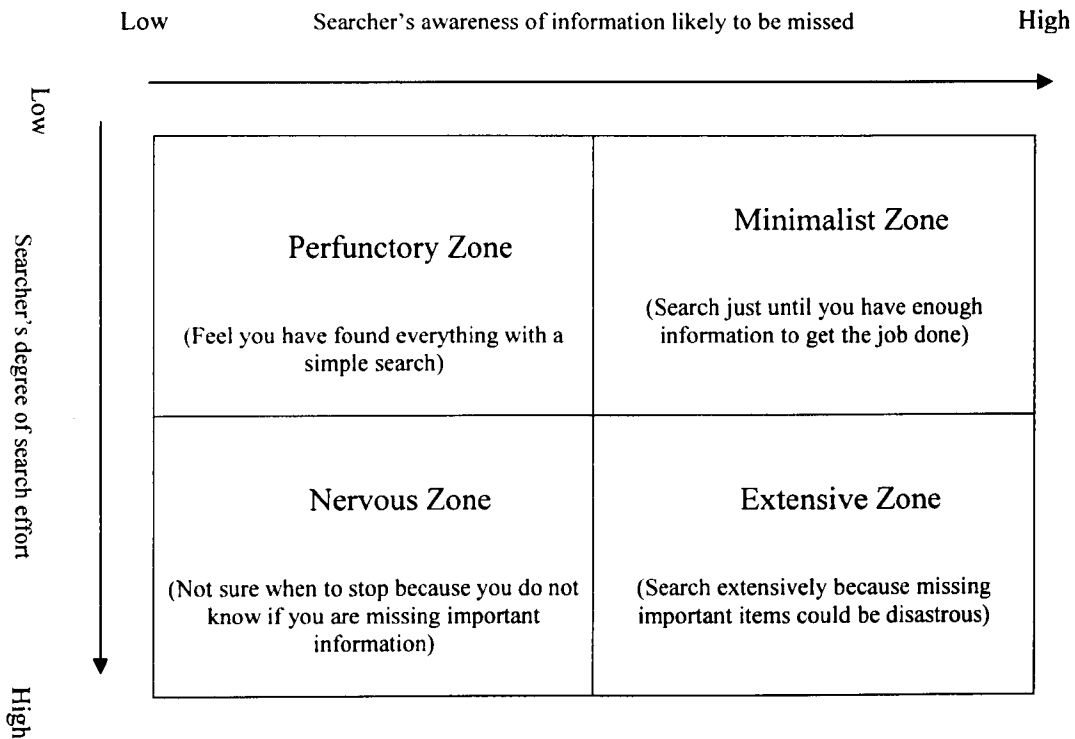 Low Searcher's awareness of information likely to be missed High
Low
Searcher's degree of search effort
High
Perfunctory Zone
(Feel you have found everything with a
simple search)
Minimalist Zone
(Search just until you have enough
information to get the job done)
Nervous Zone
(Not sure when to stop because you do not
know if you are missing important
information)
Extensive Zone
(Search extensively because missing
important items could be disastrous)